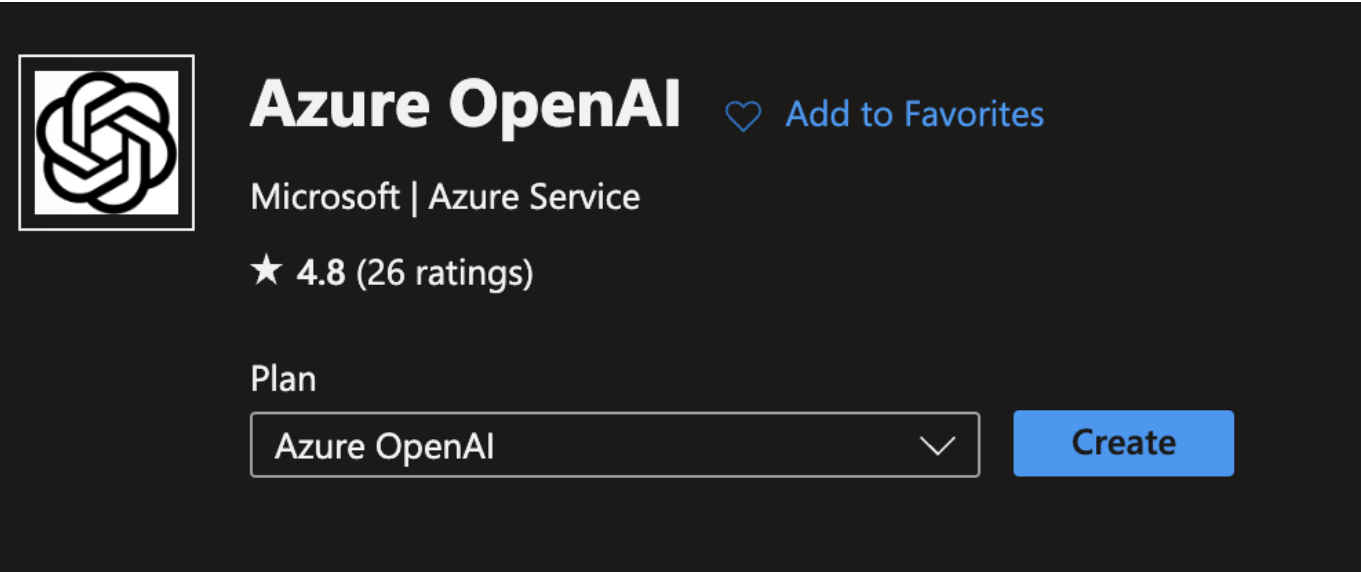 Azure OpenAI
Add to Favorites
Microsoft | Azure Service
★ 4.8 (26 ratings)
Plan
Azure OpenAI
Create